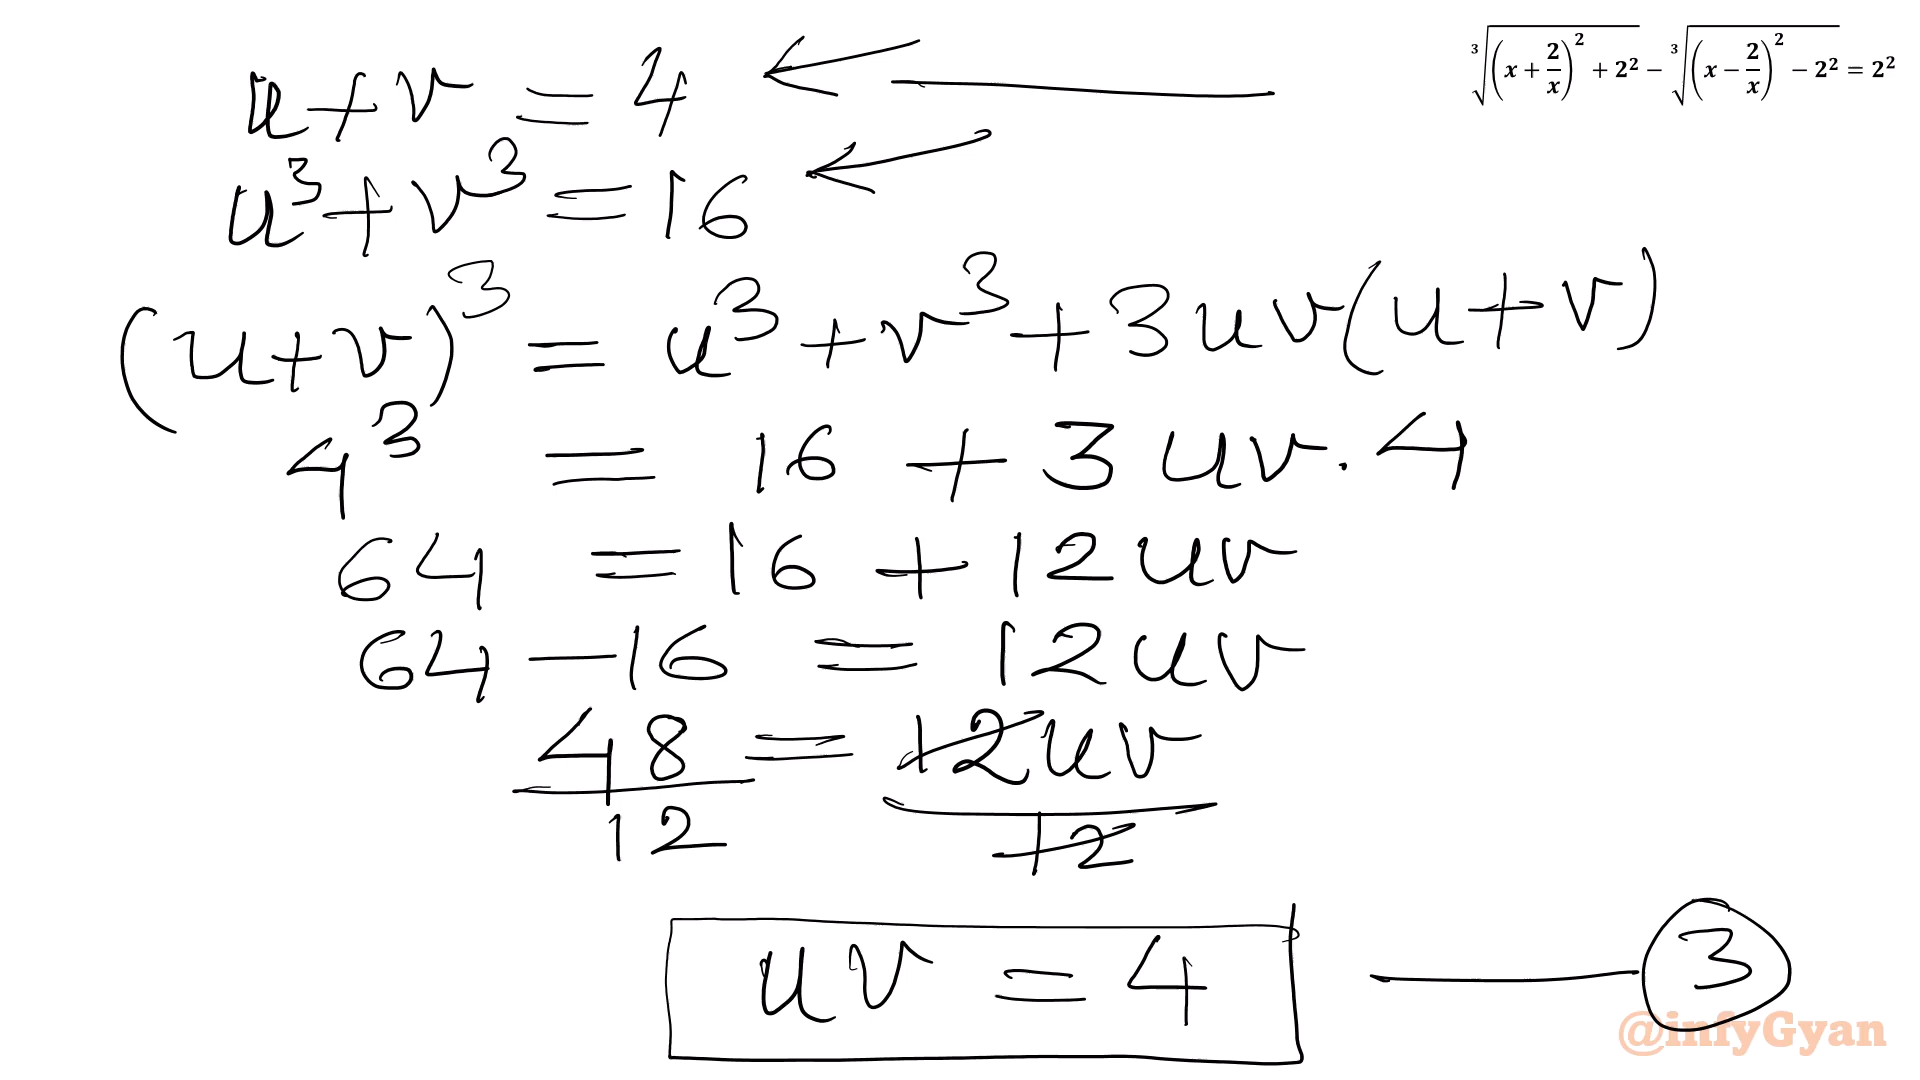 u+v=4
∛((x+2/x)²+2²) − ∛((x−2/x)²−2²) = 2²
u³+v³=16
(u+v)³ = u³+v³+3uv(u+v)
4³ = 16 + 3uv.4
64 = 16 + 12uv
64 − 16 = 12uv
48/12 = 12uv/12
uv = 4 — 3
@infyGyan